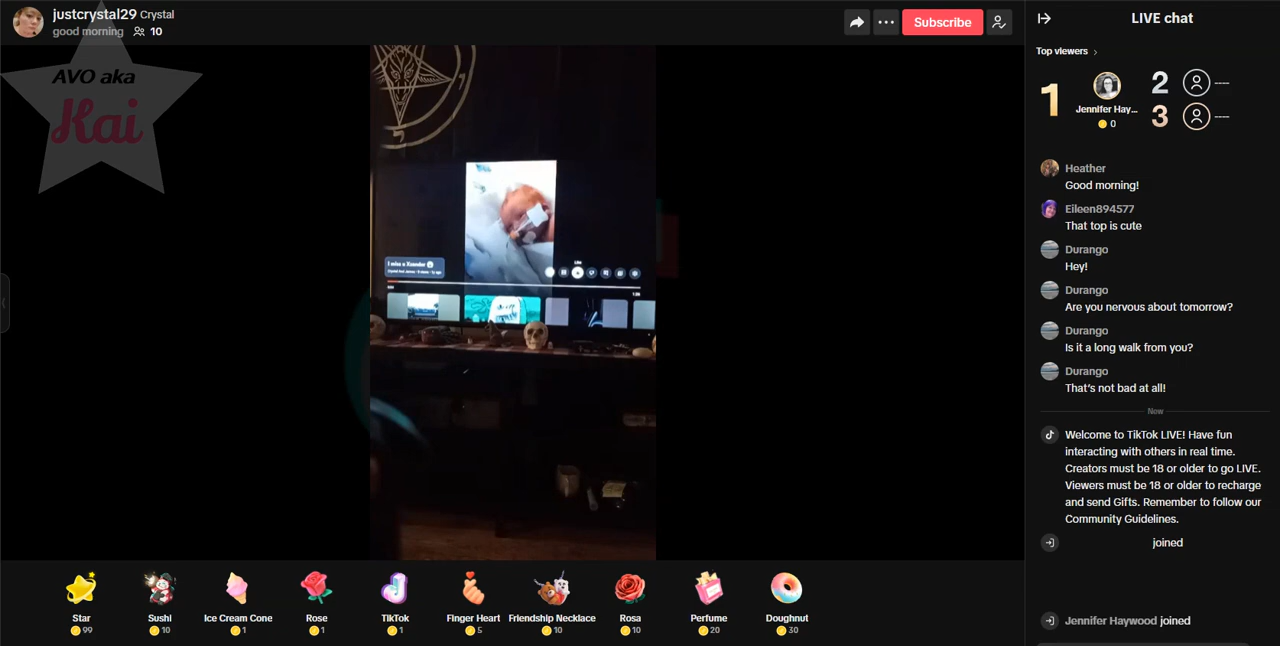 justcrystal29 Crystal
good morning 10
Subscribe
LIVE chat
AVO aka
Kai
Top viewers
1
Jennifer Hay...
0
2 ----
3 ----
Heather
Good morning!
Eileen894577
That top is cute
Durango
Hey!
Durango
Are you nervous about tomorrow?
Durango
Is it a long walk from you?
Durango
That's not bad at all!
Now
Welcome to TikTok LIVE! Have fun
interacting with others in real time.
Creators must be 18 or older to go LIVE.
Viewers must be 18 or older to recharge
and send Gifts. Remember to follow our
Community Guidelines.
joined
Jennifer Haywood joined
I miss u Xzander
Like
Star
99
Sushi
10
Ice Cream Cone
1
Rose
1
TikTok
1
Finger Heart
5
Friendship Necklace
10
Rosa
10
Perfume
20
Doughnut
30